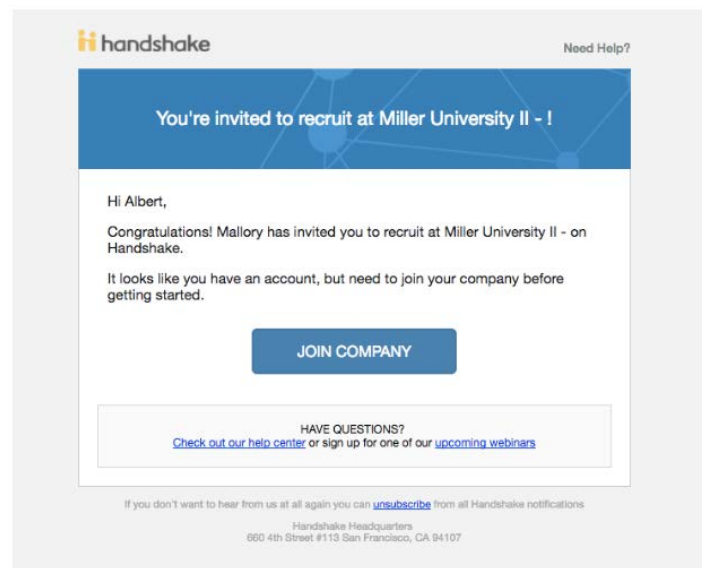 handshake
Need Help?
You're invited to recruit at Miller University II - !
Hi Albert,
Congratulations! Mallory has invited you to recruit at Miller University II - on
Handshake.
It looks like you have an account, but need to join your company before
getting started.
JOIN COMPANY
HAVE QUESTIONS?
Check out our help center or sign up for one of our upcoming webinars
If you don't want to hear from us at all again you can unsubscribe from all Handshake notifications
Handshake Headquarters
660 4th Street #113 San Francisco, CA 94107